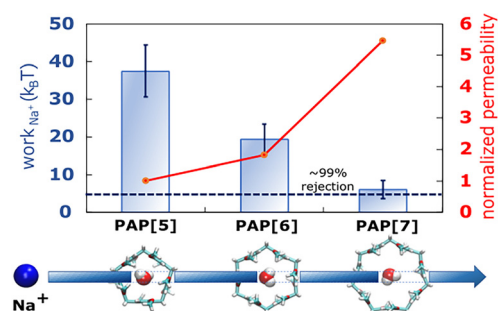 work Na⁺ (kBT)
50
40
30
20
10
0
~99%
rejection
6
5
4
3
2
1
0
normalized permeability
PAP[5] PAP[6] PAP[7]
Na⁺